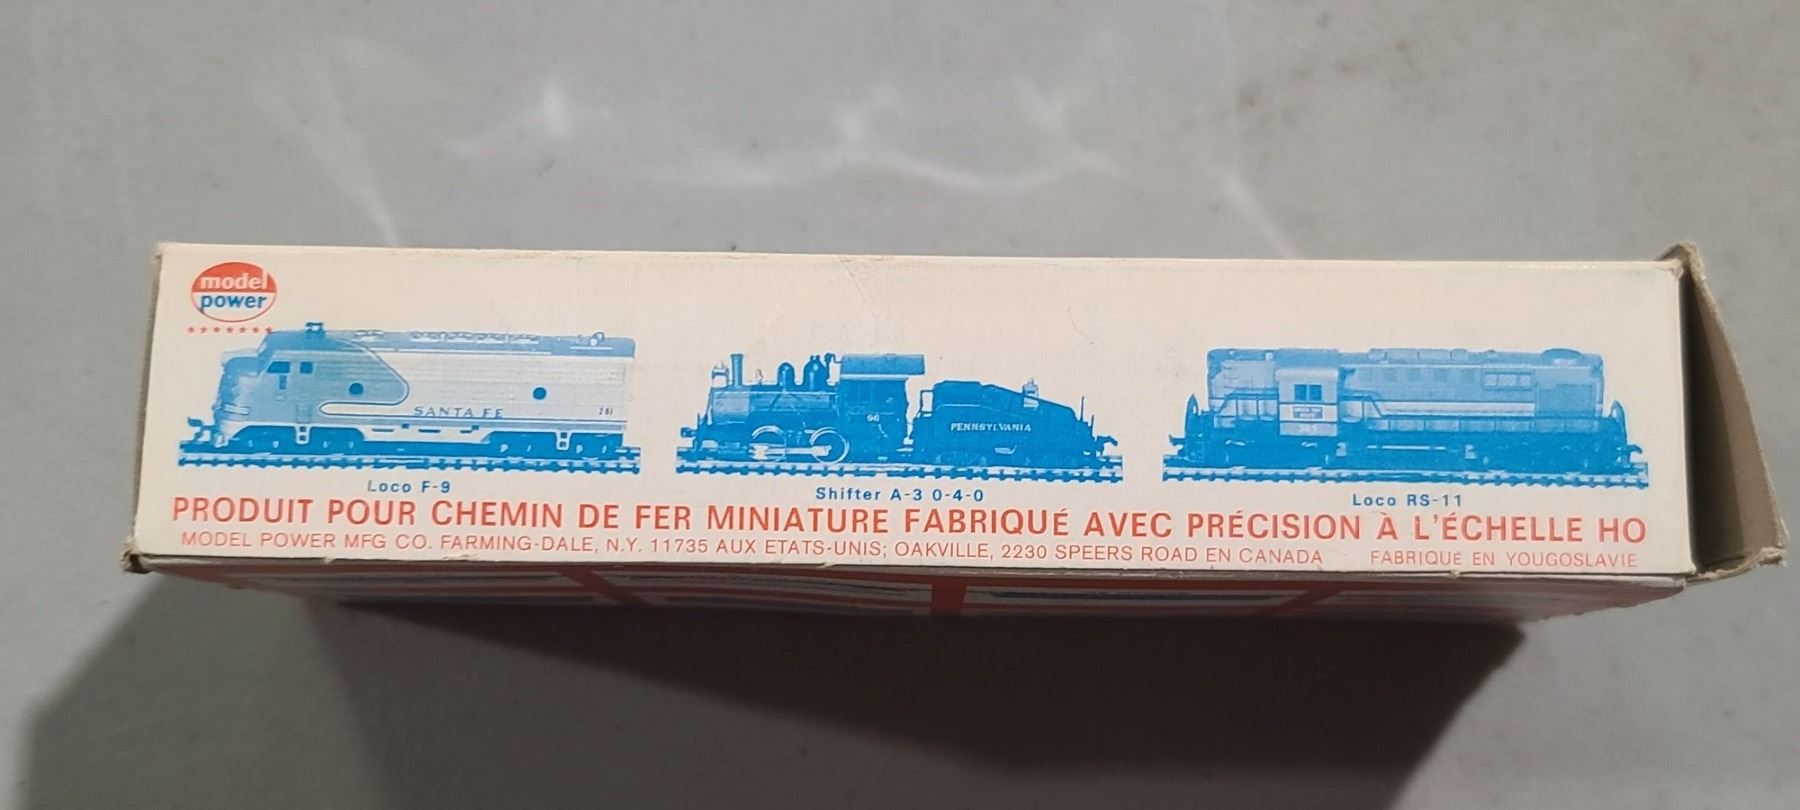 model
power
SANTA FE
96
PENNSYLVANIA
Loco F-9
Shifter A-3 0-4-0
Loco RS-11
PRODUIT POUR CHEMIN DE FER MINIATURE FABRIQUÉ AVEC PRÉCISION À L'ÉCHELLE HO
MODEL POWER MFG CO. FARMING-DALE, N.Y. 11735 AUX ETATS-UNIS; OAKVILLE, 2230 SPEERS ROAD EN CANADA FABRIQUÉ EN YOUGOSLAVIE